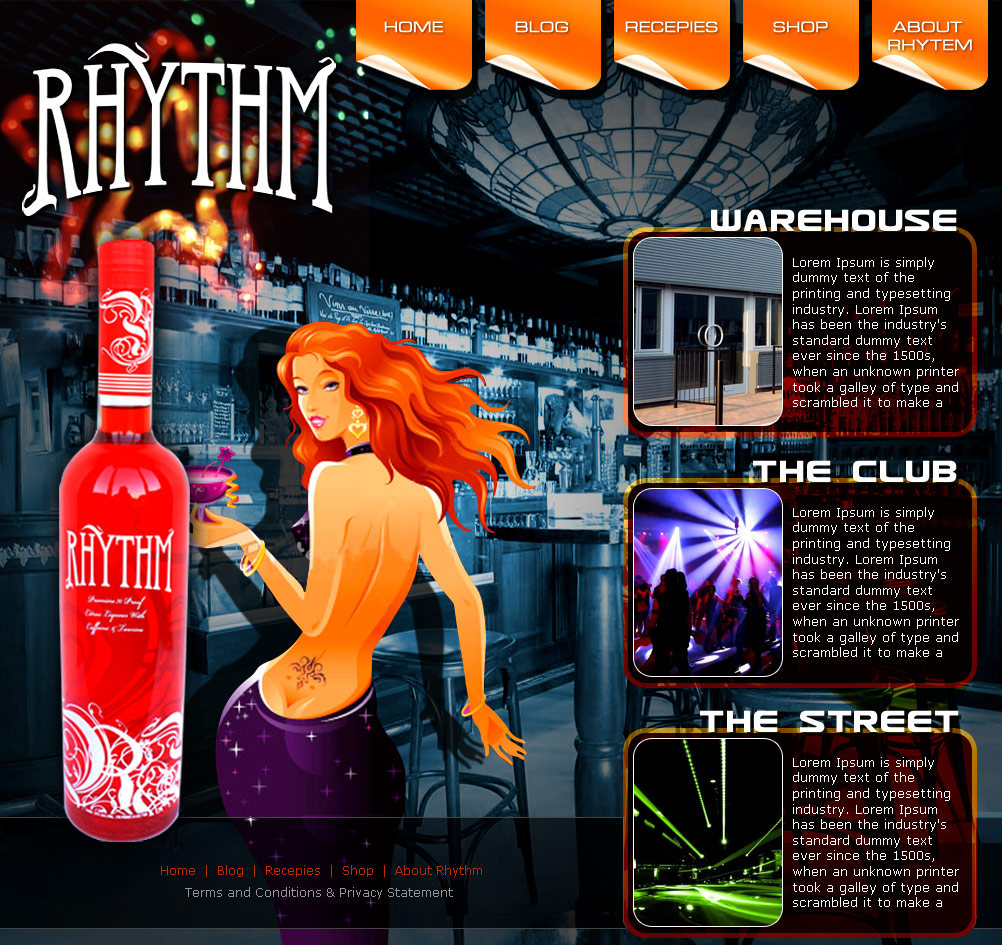 HOME
BLOG
RECEPIES
SHOP
ABOUT
RHYTEM
RHYTHM
NEB
WAREHOUSE
Lorem Ipsum is simply
dummy text of the
printing and typesetting
industry. Lorem Ipsum
has been the industry's
standard dummy text
ever since the 1500s,
when an unknown printer
took a galley of type and
scrambled it to make a
THE CLUB
Lorem Ipsum is simply
dummy text of the
printing and typesetting
industry. Lorem Ipsum
has been the industry's
standard dummy text
ever since the 1500s,
when an unknown printer
took a galley of type and
scrambled it to make a
THE STREET
Lorem Ipsum is simply
dummy text of the
printing and typesetting
industry. Lorem Ipsum
has been the industry's
standard dummy text
ever since the 1500s,
when an unknown printer
took a galley of type and
scrambled it to make a
RHYTHM
Premium 70 Proof
Citrus Liqueur With
Caffeine & Taurine
Home | Blog | Recepies | Shop | About Rhythm
Terms and Conditions & Privacy Statement